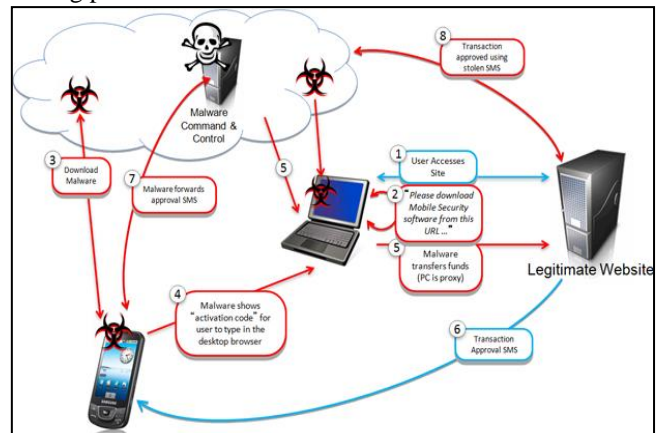 8
Transaction
approved using
stolen SMS
Malware
Command &
Control
3
Download
Malware
7
Malware forwards
approval SMS
5
1
User Accesses
Site
2
"Please download
Mobile Security
software from this
URL ..."
5
Malware
transfers funds
(PC is proxy)
Legitimate Website
4
Malware shows
"activation code" for
user to type in the
desktop browser
6
Transaction
Approval SMS